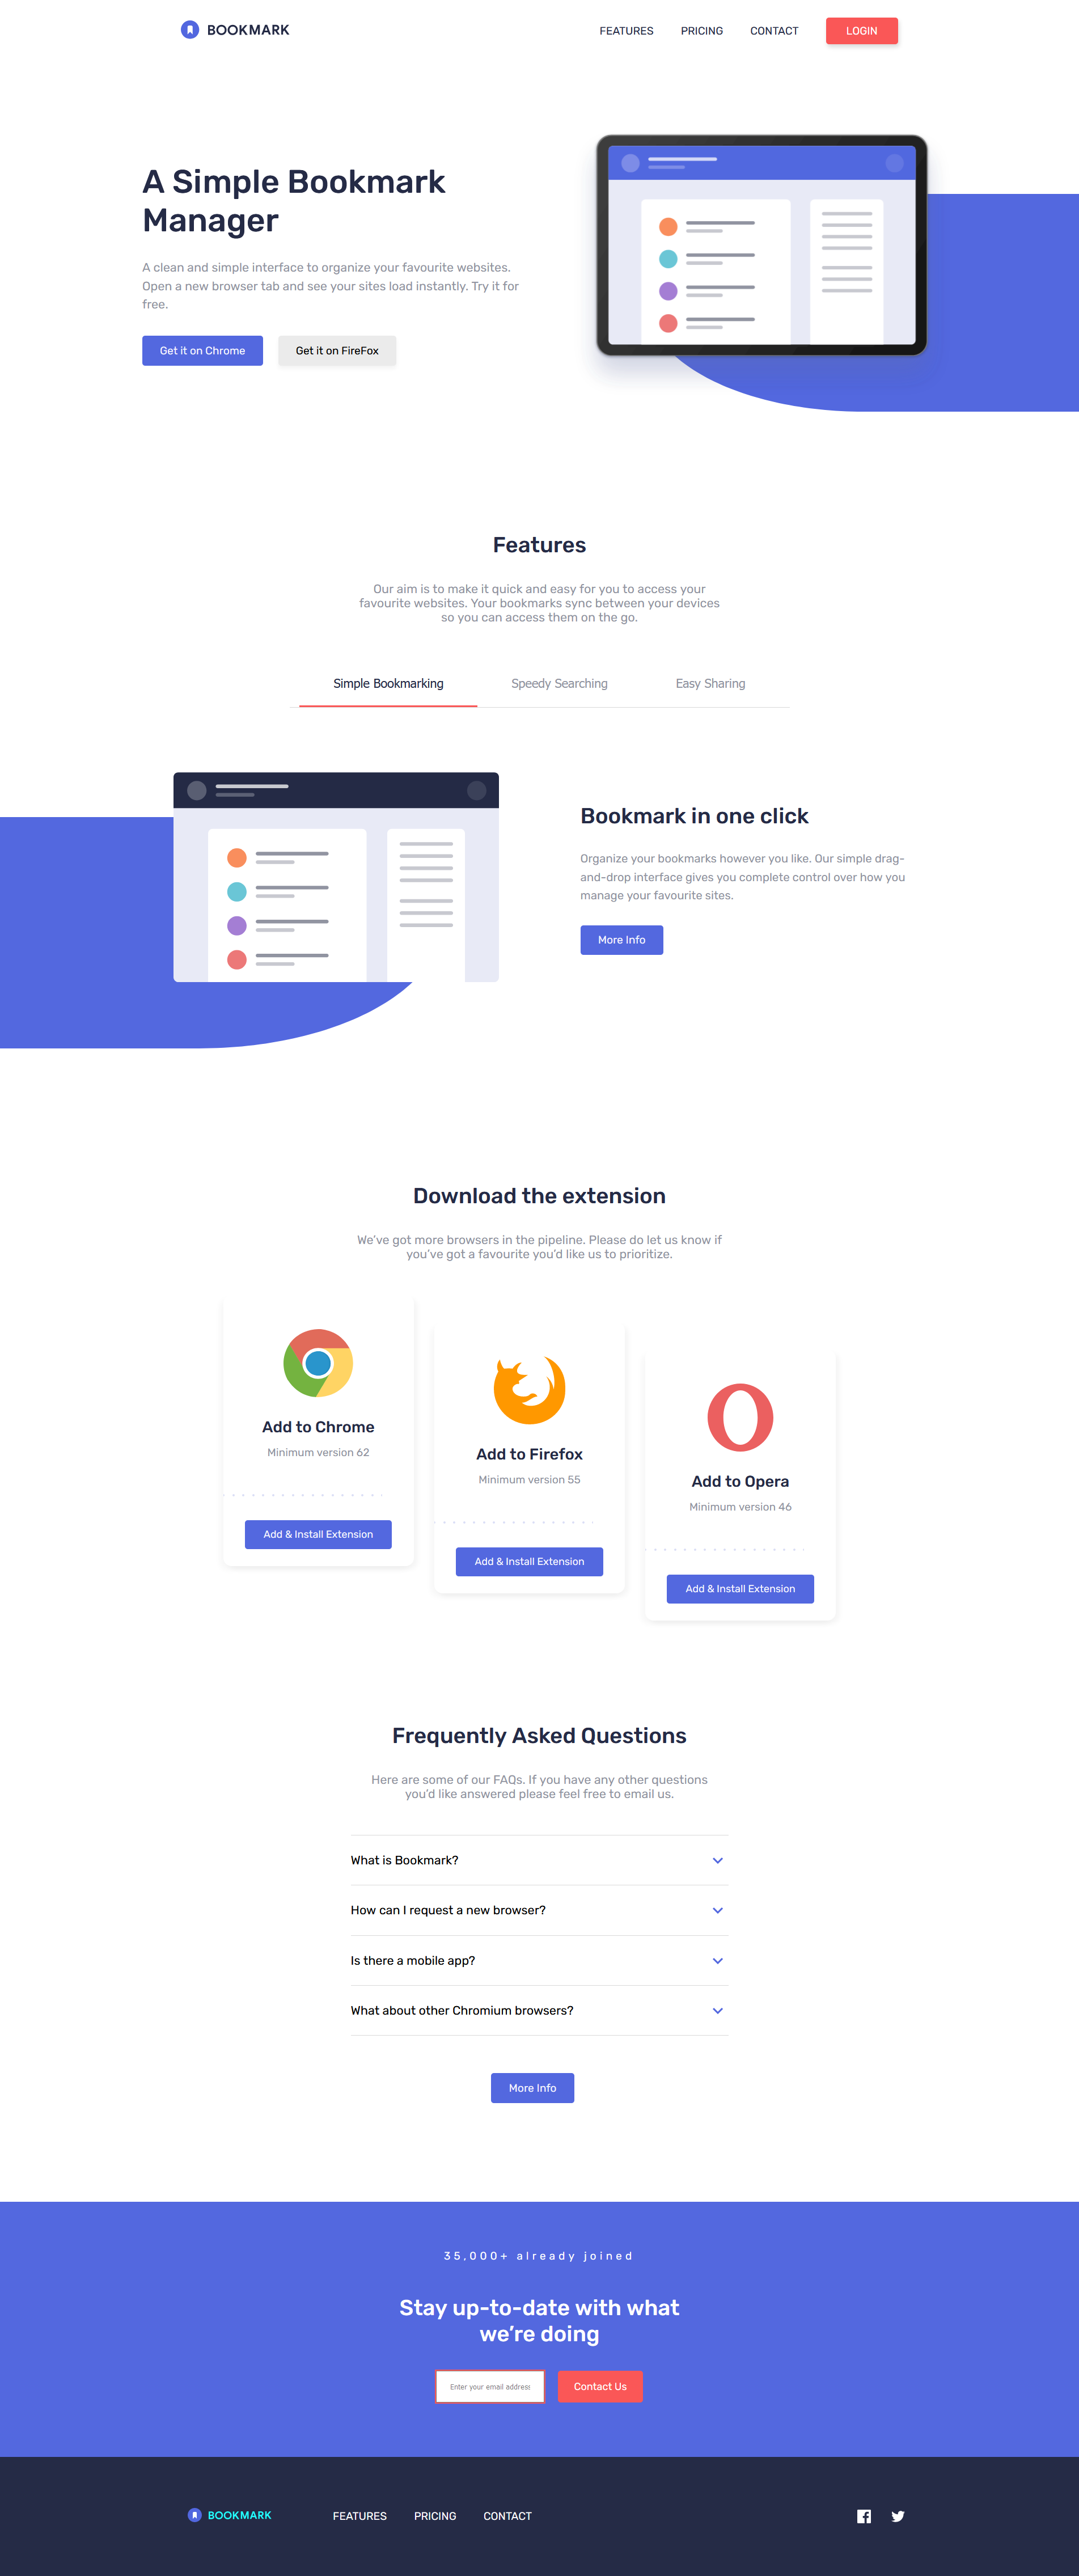 BOOKMARK
FEATURES
PRICING
CONTACT
LOGIN
A Simple Bookmark
Manager
A clean and simple interface to organize your favourite websites.
Open a new browser tab and see your sites load instantly. Try it for
free.
Get it on Chrome
Get it on FireFox
Features
Our aim is to make it quick and easy for you to access your
favourite websites. Your bookmarks sync between your devices
so you can access them on the go.
Simple Bookmarking
Speedy Searching
Easy Sharing
Bookmark in one click
Organize your bookmarks however you like. Our simple drag-
and-drop interface gives you complete control over how you
manage your favourite sites.
More Info
Download the extension
We’ve got more browsers in the pipeline. Please do let us know if
you’ve got a favourite you’d like us to prioritize.
Add to Chrome
Minimum version 62
Add & Install Extension
Add to Firefox
Minimum version 55
Add & Install Extension
Add to Opera
Minimum version 46
Add & Install Extension
Frequently Asked Questions
Here are some of our FAQs. If you have any other questions
you’d like answered please feel free to email us.
What is Bookmark?
How can I request a new browser?
Is there a mobile app?
What about other Chromium browsers?
More Info
35,000+ already joined
Stay up-to-date with what
we’re doing
Enter your email address
Contact Us
BOOKMARK
FEATURES
PRICING
CONTACT